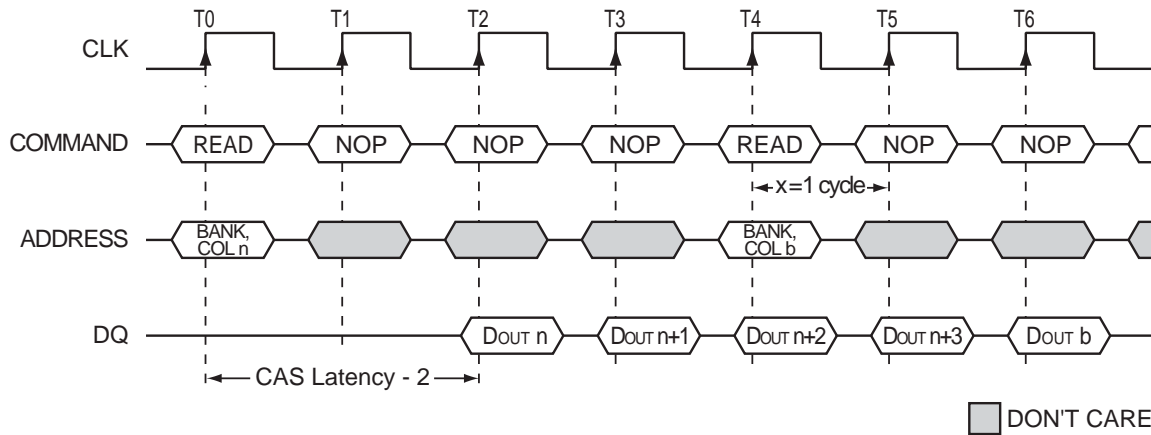 T0 T1 T2 T3 T4 T5 T6
CLK
COMMAND READ NOP NOP NOP READ NOP NOP
x=1 cycle
ADDRESS BANK, COL n BANK, COL b
DQ DOUT n DOUT n+1 DOUT n+2 DOUT n+3 DOUT b
CAS Latency - 2
DON'T CARE